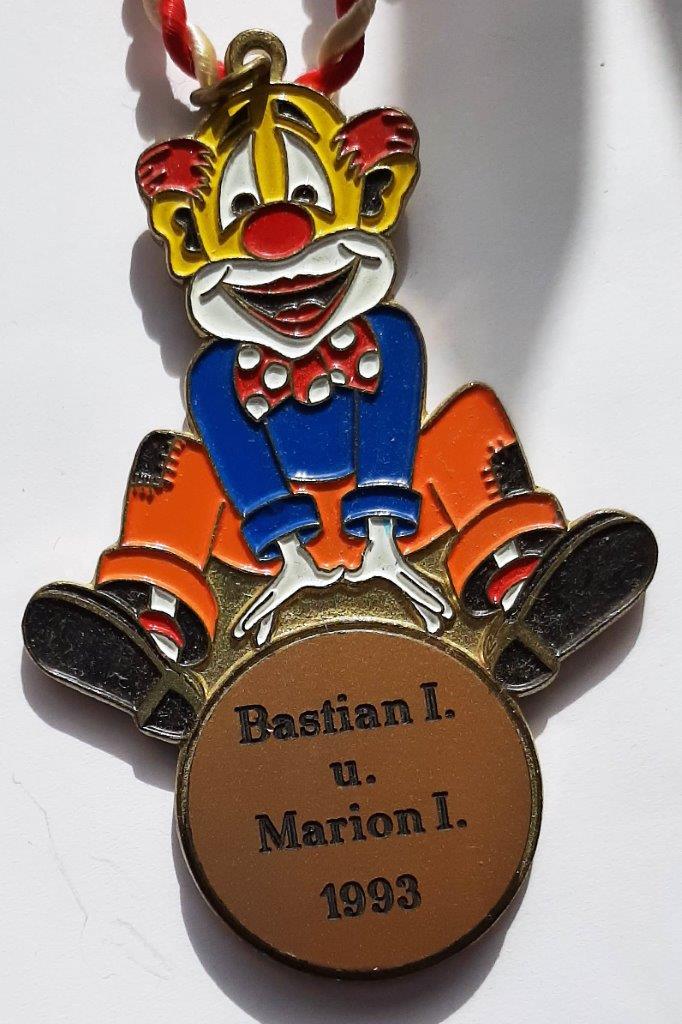 Bastian I.
u.
Marion I.
1993